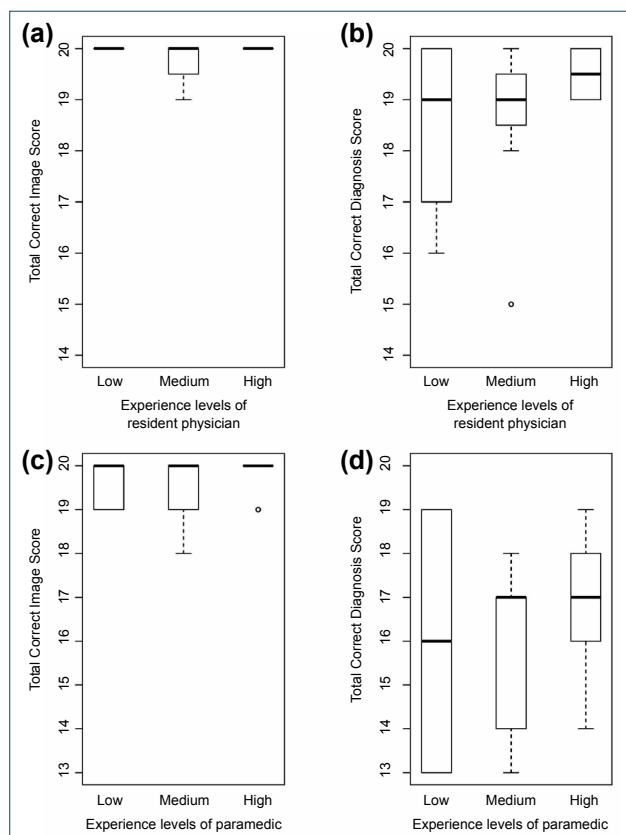 (a)
Total Correct Image Score
20
19
18
17
16
15
14
Low Medium High
Experience levels of
resident physician
(b)
Total Correct Diagnosis Score
20
19
18
17
16
15
14
Low Medium High
Experience levels of
resident physician
(c)
Total Correct Image Score
20
19
18
17
16
15
14
13
Low Medium High
Experience levels of paramedic
(d)
Total Correct Diagnosis Score
20
19
18
17
16
15
14
13
Low Medium High
Experience levels of paramedic